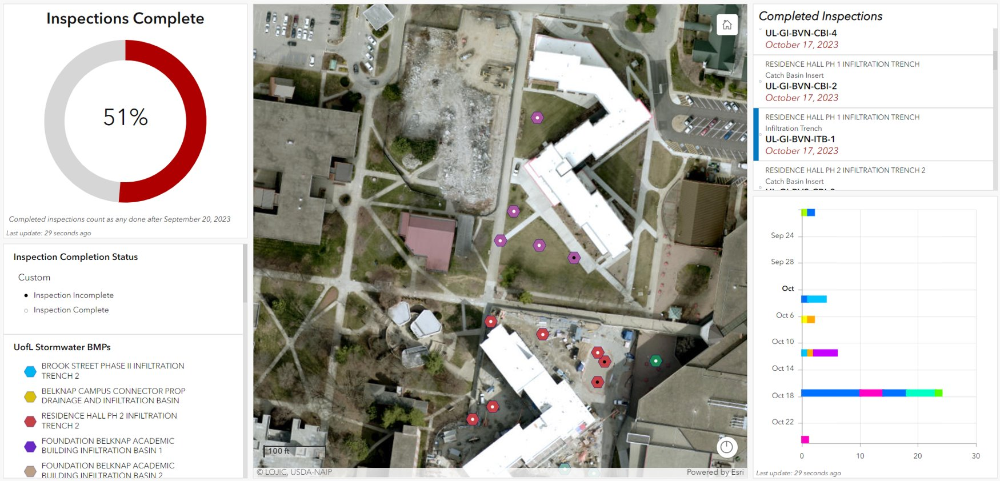 Inspections Complete
51%
Completed inspections count as any done after September 20, 2023
Last update: 29 seconds ago
Inspection Completion Status
Custom
Inspection Incomplete
Inspection Complete
UofL Stormwater BMPs
BROOK STREET PHASE II INFILTRATION
TRENCH 2
BELKNAP CAMPUS CONNECTOR PROP
DRAINAGE AND INFILTRATION BASIN
RESIDENCE HALL PH 2 INFILTRATION
TRENCH 2
FOUNDATION BELKNAP ACADEMIC
BUILDING INFILTRATION BASIN 1
FOUNDATION BELKNAP ACADEMIC
BUILDING INFILTRATION BASIN 2
100 ft
© LOJIC, USDA-NAIP
Powered by Esri
Completed Inspections
UL-GI-BVN-CBI-4
October 17, 2023
RESIDENCE HALL PH 1 INFILTRATION TRENCH
Catch Basin Insert
UL-GI-BVN-CBI-2
October 17, 2023
RESIDENCE HALL PH 1 INFILTRATION TRENCH
Infiltration Trench
UL-GI-BVN-ITB-1
October 17, 2023
RESIDENCE HALL PH 2 INFILTRATION TRENCH 2
Catch Basin Insert
Sep 24
Sep 28
Oct
Oct 6
Oct 10
Oct 14
Oct 18
Oct 22
0 10 20 30
Last update: 29 seconds ago